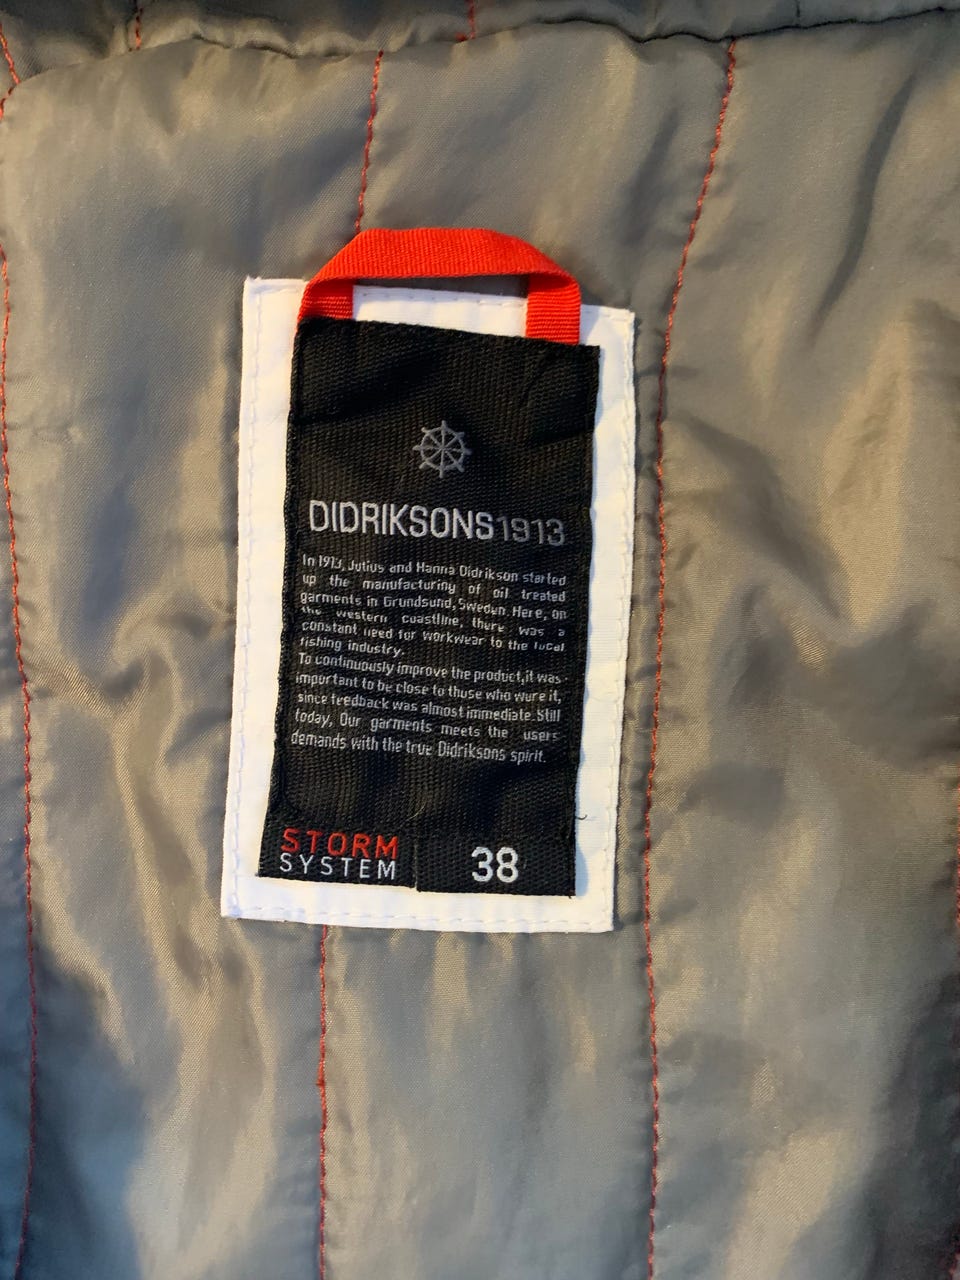 DIDRIKSONS1913
In 1913, Julius and Hanna Didrikson started
up the manufacturing of oil treated
garments in Grundsund, Sweden. Here, on
the western coastline, there was a
constant need for workwear to the local
fishing industry.
To continuously improve the product, it was
important to be close to those who wore it,
since feedback was almost immediate. Still
today, Our garments meets the users
demands with the true Didriksons spirit.
STORM
SYSTEM
38